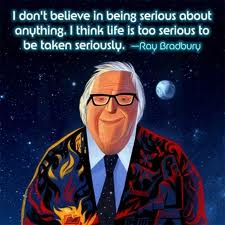 I don't believe in being serious about
anything. I think life is too serious to
be taken seriously. —Ray Bradbury